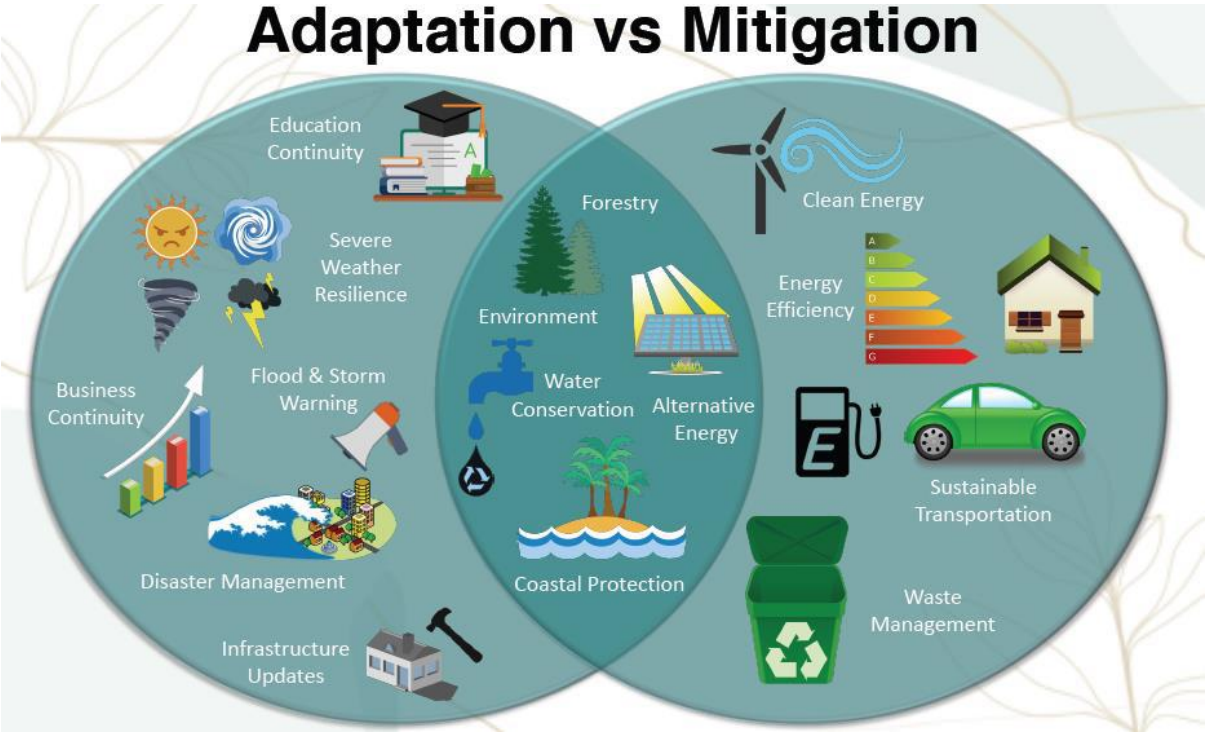 Adaptation vs Mitigation
Education
Continuity
A
Severe
Weather
Resilience
Business
Continuity
Flood & Storm
Warning
Disaster Management
Infrastructure
Updates
Forestry
Environment
Water
Conservation
Alternative
Energy
Coastal Protection
Clean Energy
Energy
Efficiency
A
B
C
D
E
F
G
E
Sustainable
Transportation
Waste
Management